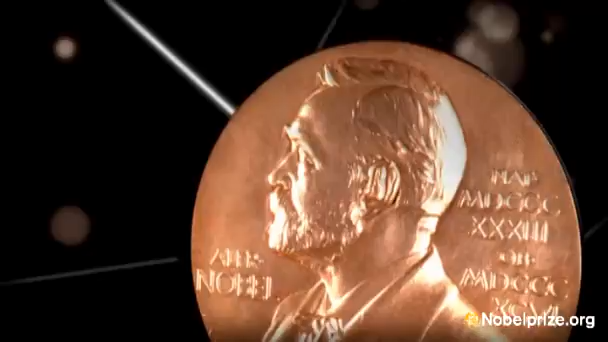 ALFR·
NOBEL
NAT
MDCCC
XXXIII
OB
MDCCC
XCVI
Nobelprize.org